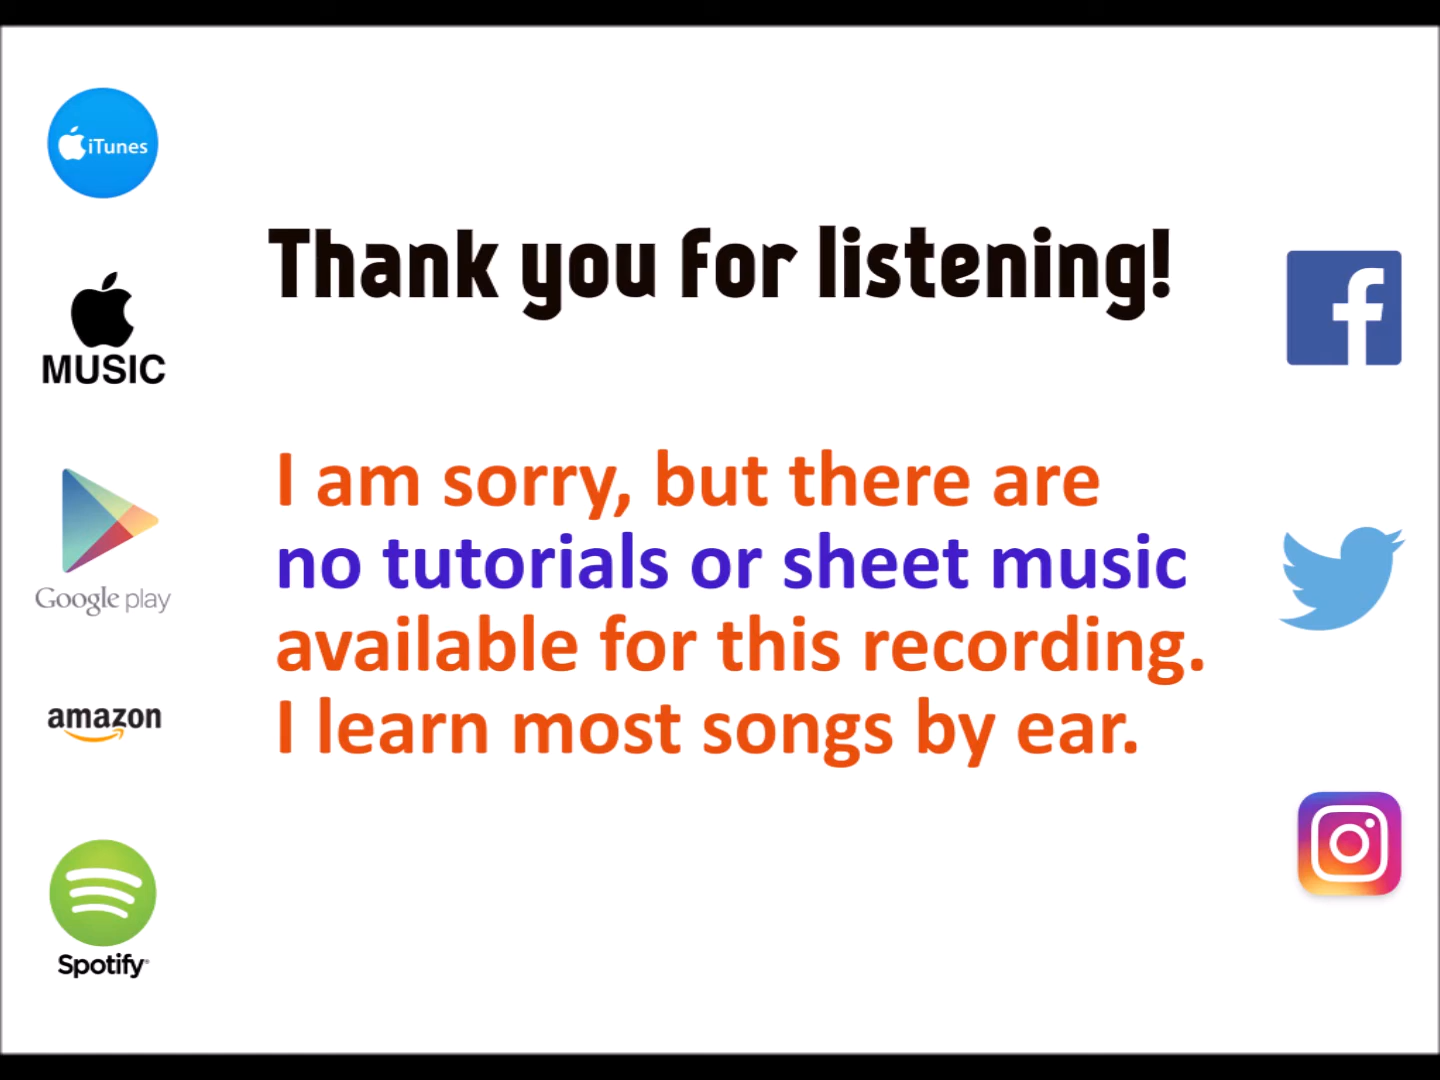 iTunes
Thank you for listening!
MUSIC
I am sorry, but there are
no tutorials or sheet music
available for this recording.
I learn most songs by ear.
Google play
amazon
Spotify